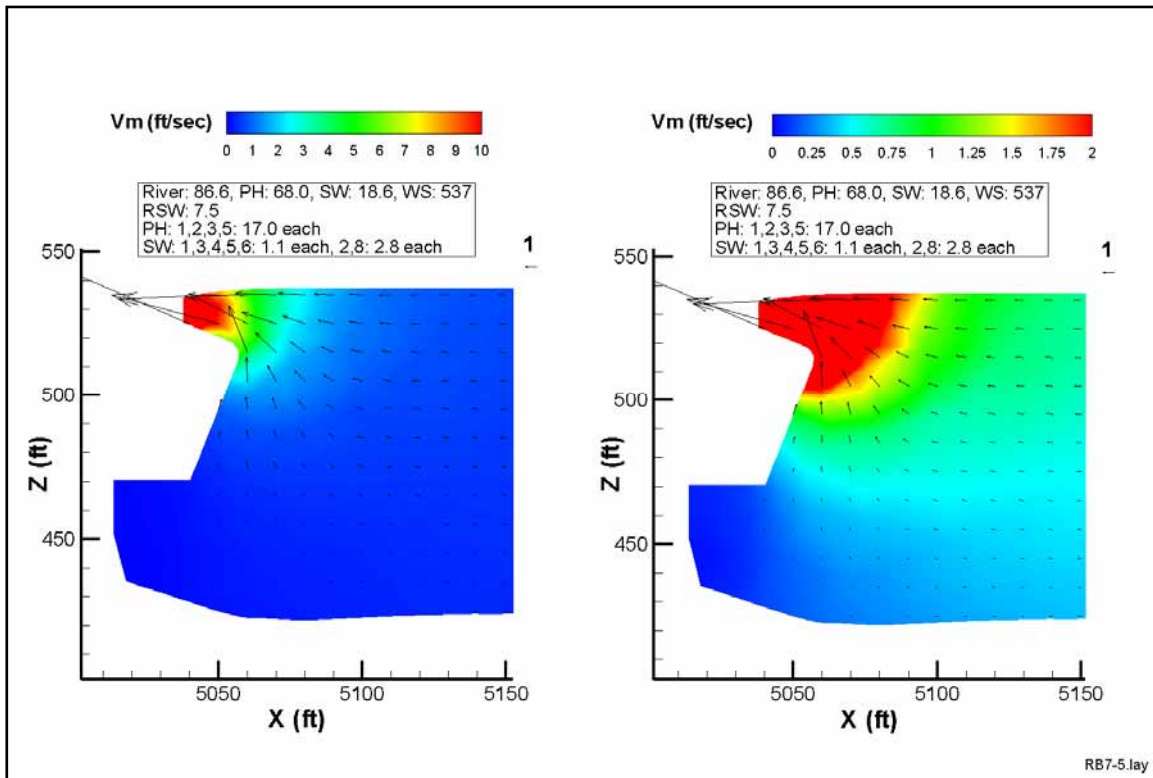 Vm (ft/sec)
0 1 2 3 4 5 6 7 8 9 10
River: 86.6, PH: 68.0, SW: 18.6, WS: 537
RSW: 7.5
PH: 1,2,3,5: 17.0 each
SW: 1,3,4,5,6: 1.1 each, 2,8: 2.8 each
1
550
500
450
Z (ft)
5050 5100 5150
X (ft)
Vm (ft/sec)
0 0.25 0.5 0.75 1 1.25 1.5 1.75 2
River: 86.6, PH: 68.0, SW: 18.6, WS: 537
RSW: 7.5
PH: 1,2,3,5: 17.0 each
SW: 1,3,4,5,6: 1.1 each, 2,8: 2.8 each
1
550
500
450
Z (ft)
5050 5100 5150
X (ft)
RB7-5.lay